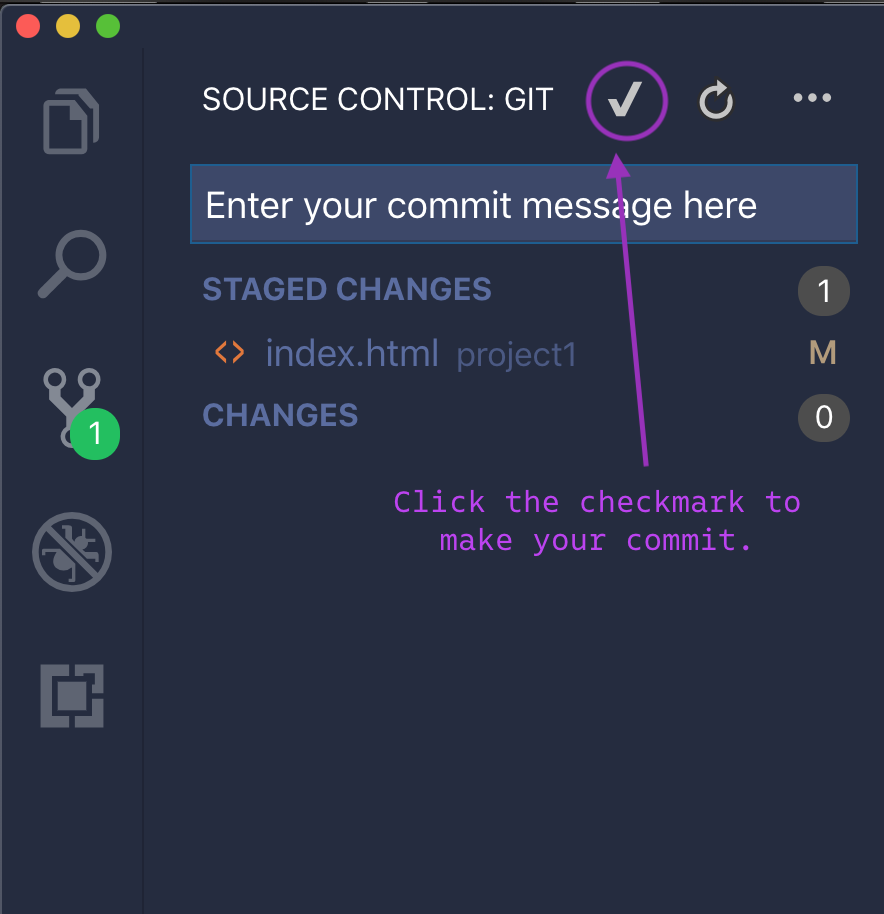 SOURCE CONTROL: GIT
Enter your commit message here
STAGED CHANGES 1
<> index.html project1 M
CHANGES 0
1
Click the checkmark to
make your commit.